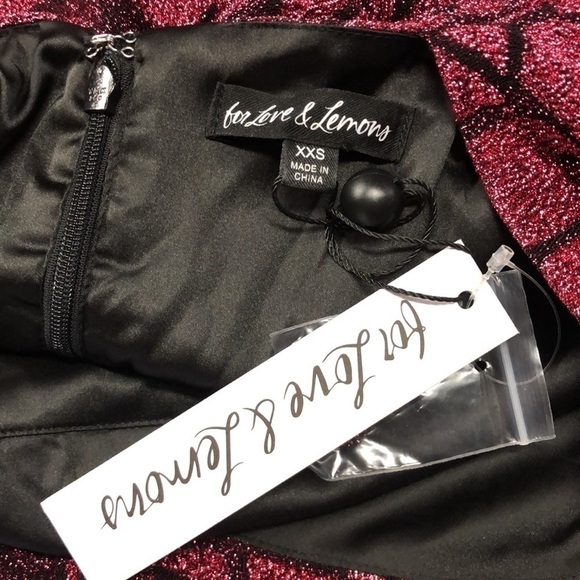 for Love & Lemons
XXS
MADE IN
CHINA
for Love & Lemons